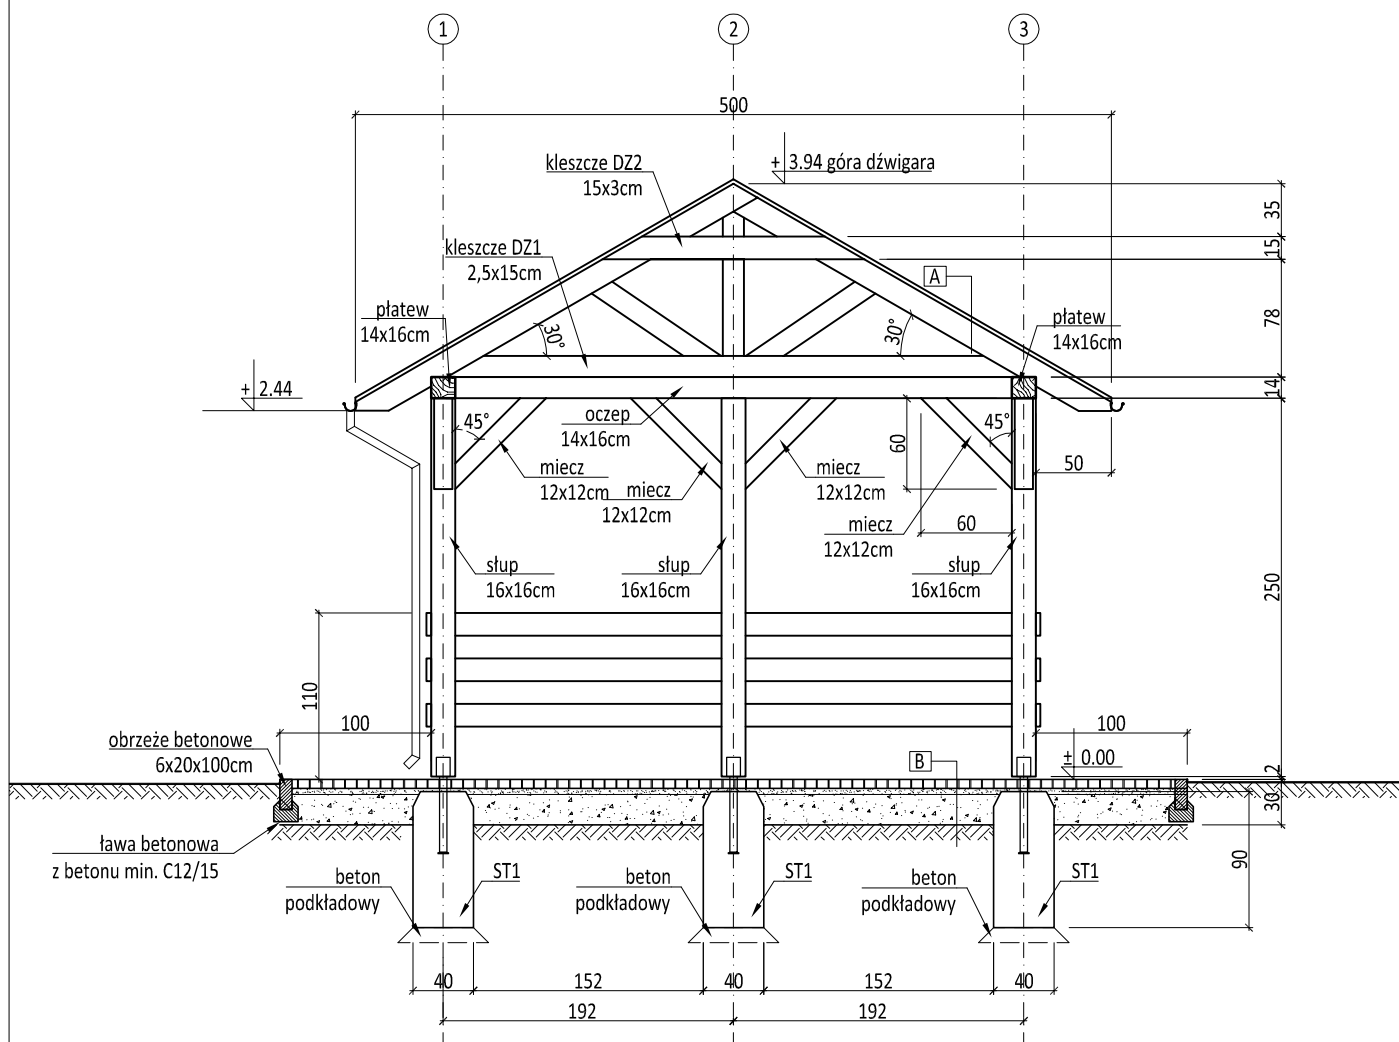 1
2
3
500
kleszcze DZ2
15x3cm
+ 3.94 góra dźwigara
35
15
kleszcze DZ1
2,5x15cm
A
78
płatew
14x16cm
30°
30°
płatew
14x16cm
+ 2.44
14
45°
oczep
14x16cm
60
45°
50
miecz
12x12cm
miecz
12x12cm
miecz
12x12cm
miecz
12x12cm
60
słup
16x16cm
słup
16x16cm
słup
16x16cm
250
110
100
100
obrzeże betonowe
6x20x100cm
B
± 0.00
2
30
ława betonowa
z betonu min. C12/15
90
beton
podkładowy
ST1
beton
podkładowy
ST1
beton
podkładowy
ST1
40
152
40
152
40
192
192